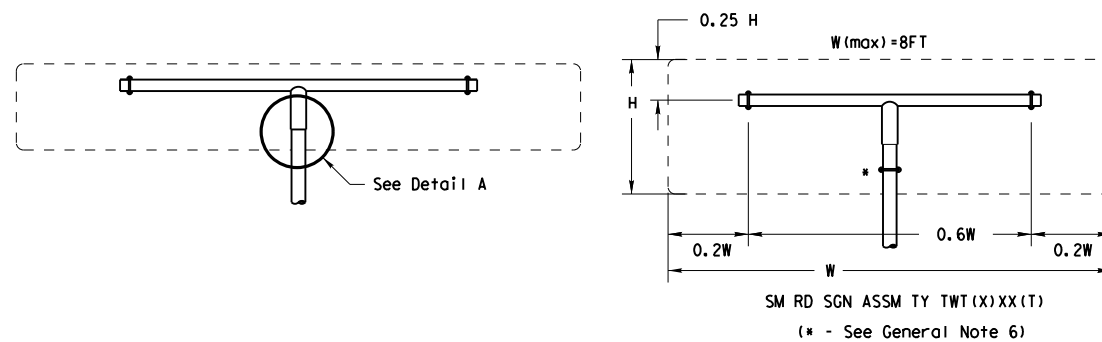 0.25 H
W(max)=8FT
H
See Detail A
*
0.2W
0.6W
0.2W
W
SM RD SGN ASSM TY TWT(X)XX(T)
(* - See General Note 6)